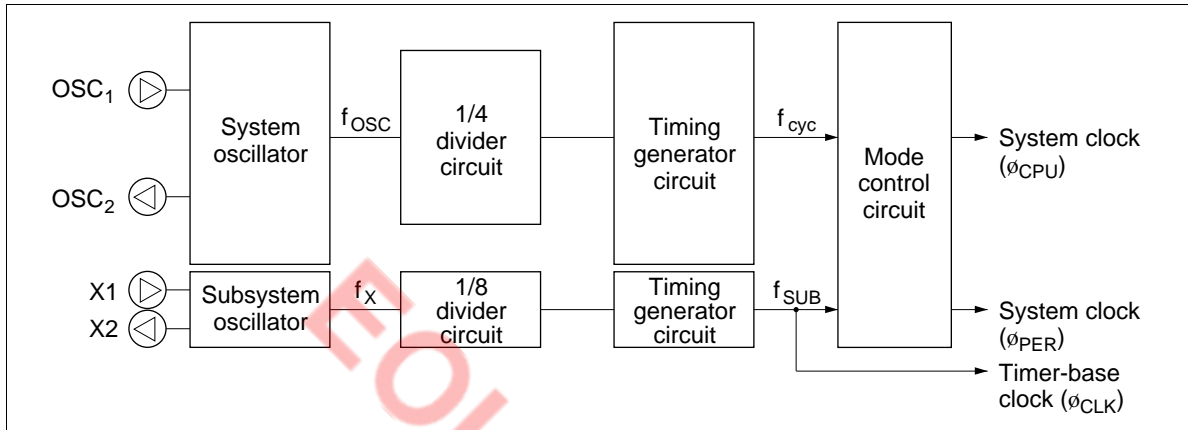 OSC1
OSC2
System
oscillator
fOSC
1/4
divider
circuit
Timing
generator
circuit
fcyc
Mode
control
circuit
System clock
(øCPU)
X1
X2
Subsystem
oscillator
fX
1/8
divider
circuit
Timing
generator
circuit
fSUB
System clock
(øPER)
Timer-base
clock (øCLK)